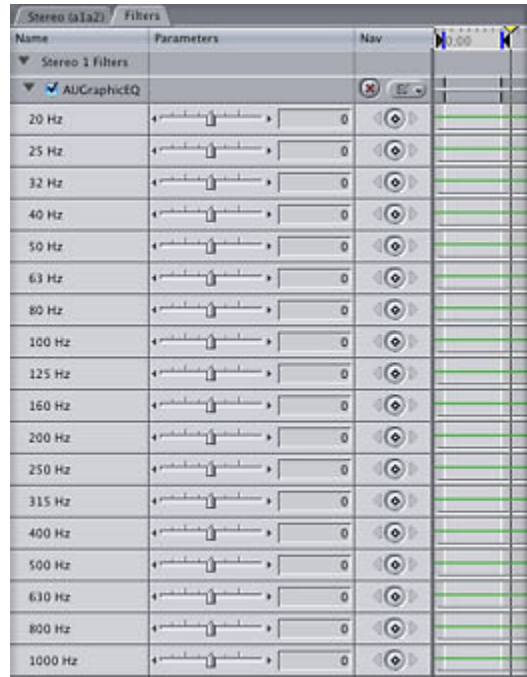 Stereo (a1a2) Filters
Name Parameters Nav 0:00
Stereo 1 Filters
AUGraphicEQ
20 Hz 0
25 Hz 0
32 Hz 0
40 Hz 0
50 Hz 0
63 Hz 0
80 Hz 0
100 Hz 0
125 Hz 0
160 Hz 0
200 Hz 0
250 Hz 0
315 Hz 0
400 Hz 0
500 Hz 0
630 Hz 0
800 Hz 0
1000 Hz 0